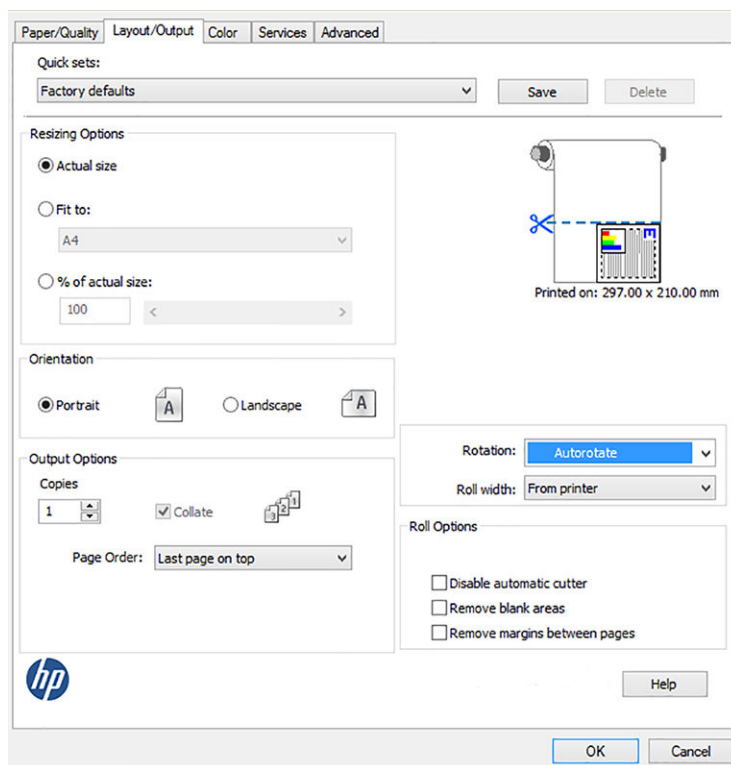 Paper/Quality Layout/Output Color Services Advanced
Quick sets:
Factory defaults Save Delete
Resizing Options
Actual size
Fit to:
A4
% of actual size:
100
Printed on: 297.00 x 210.00 mm
Orientation
Portrait A Landscape A
Rotation: Autorotate
Roll width: From printer
Output Options
Copies
1 Collate 3 2 1
Page Order: Last page on top
Roll Options
Disable automatic cutter
Remove blank areas
Remove margins between pages
hp
Help
OK Cancel